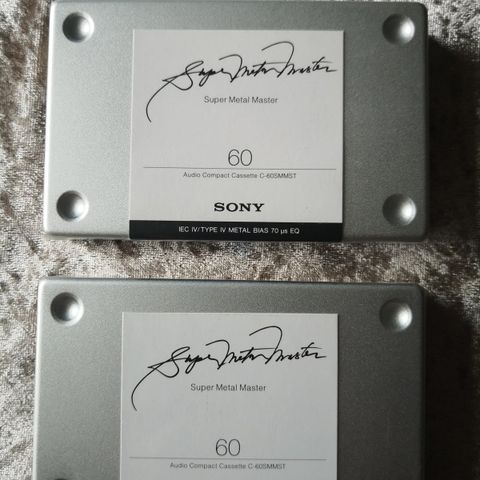 Super Metal Master
Super Metal Master
60
Audio Compact Cassette C-60SMMST
SONY
IEC IV/TYPE IV METAL BIAS 70 µs EQ
Super Metal Master
Super Metal Master
60
Audio Compact Cassette C-60SMMST